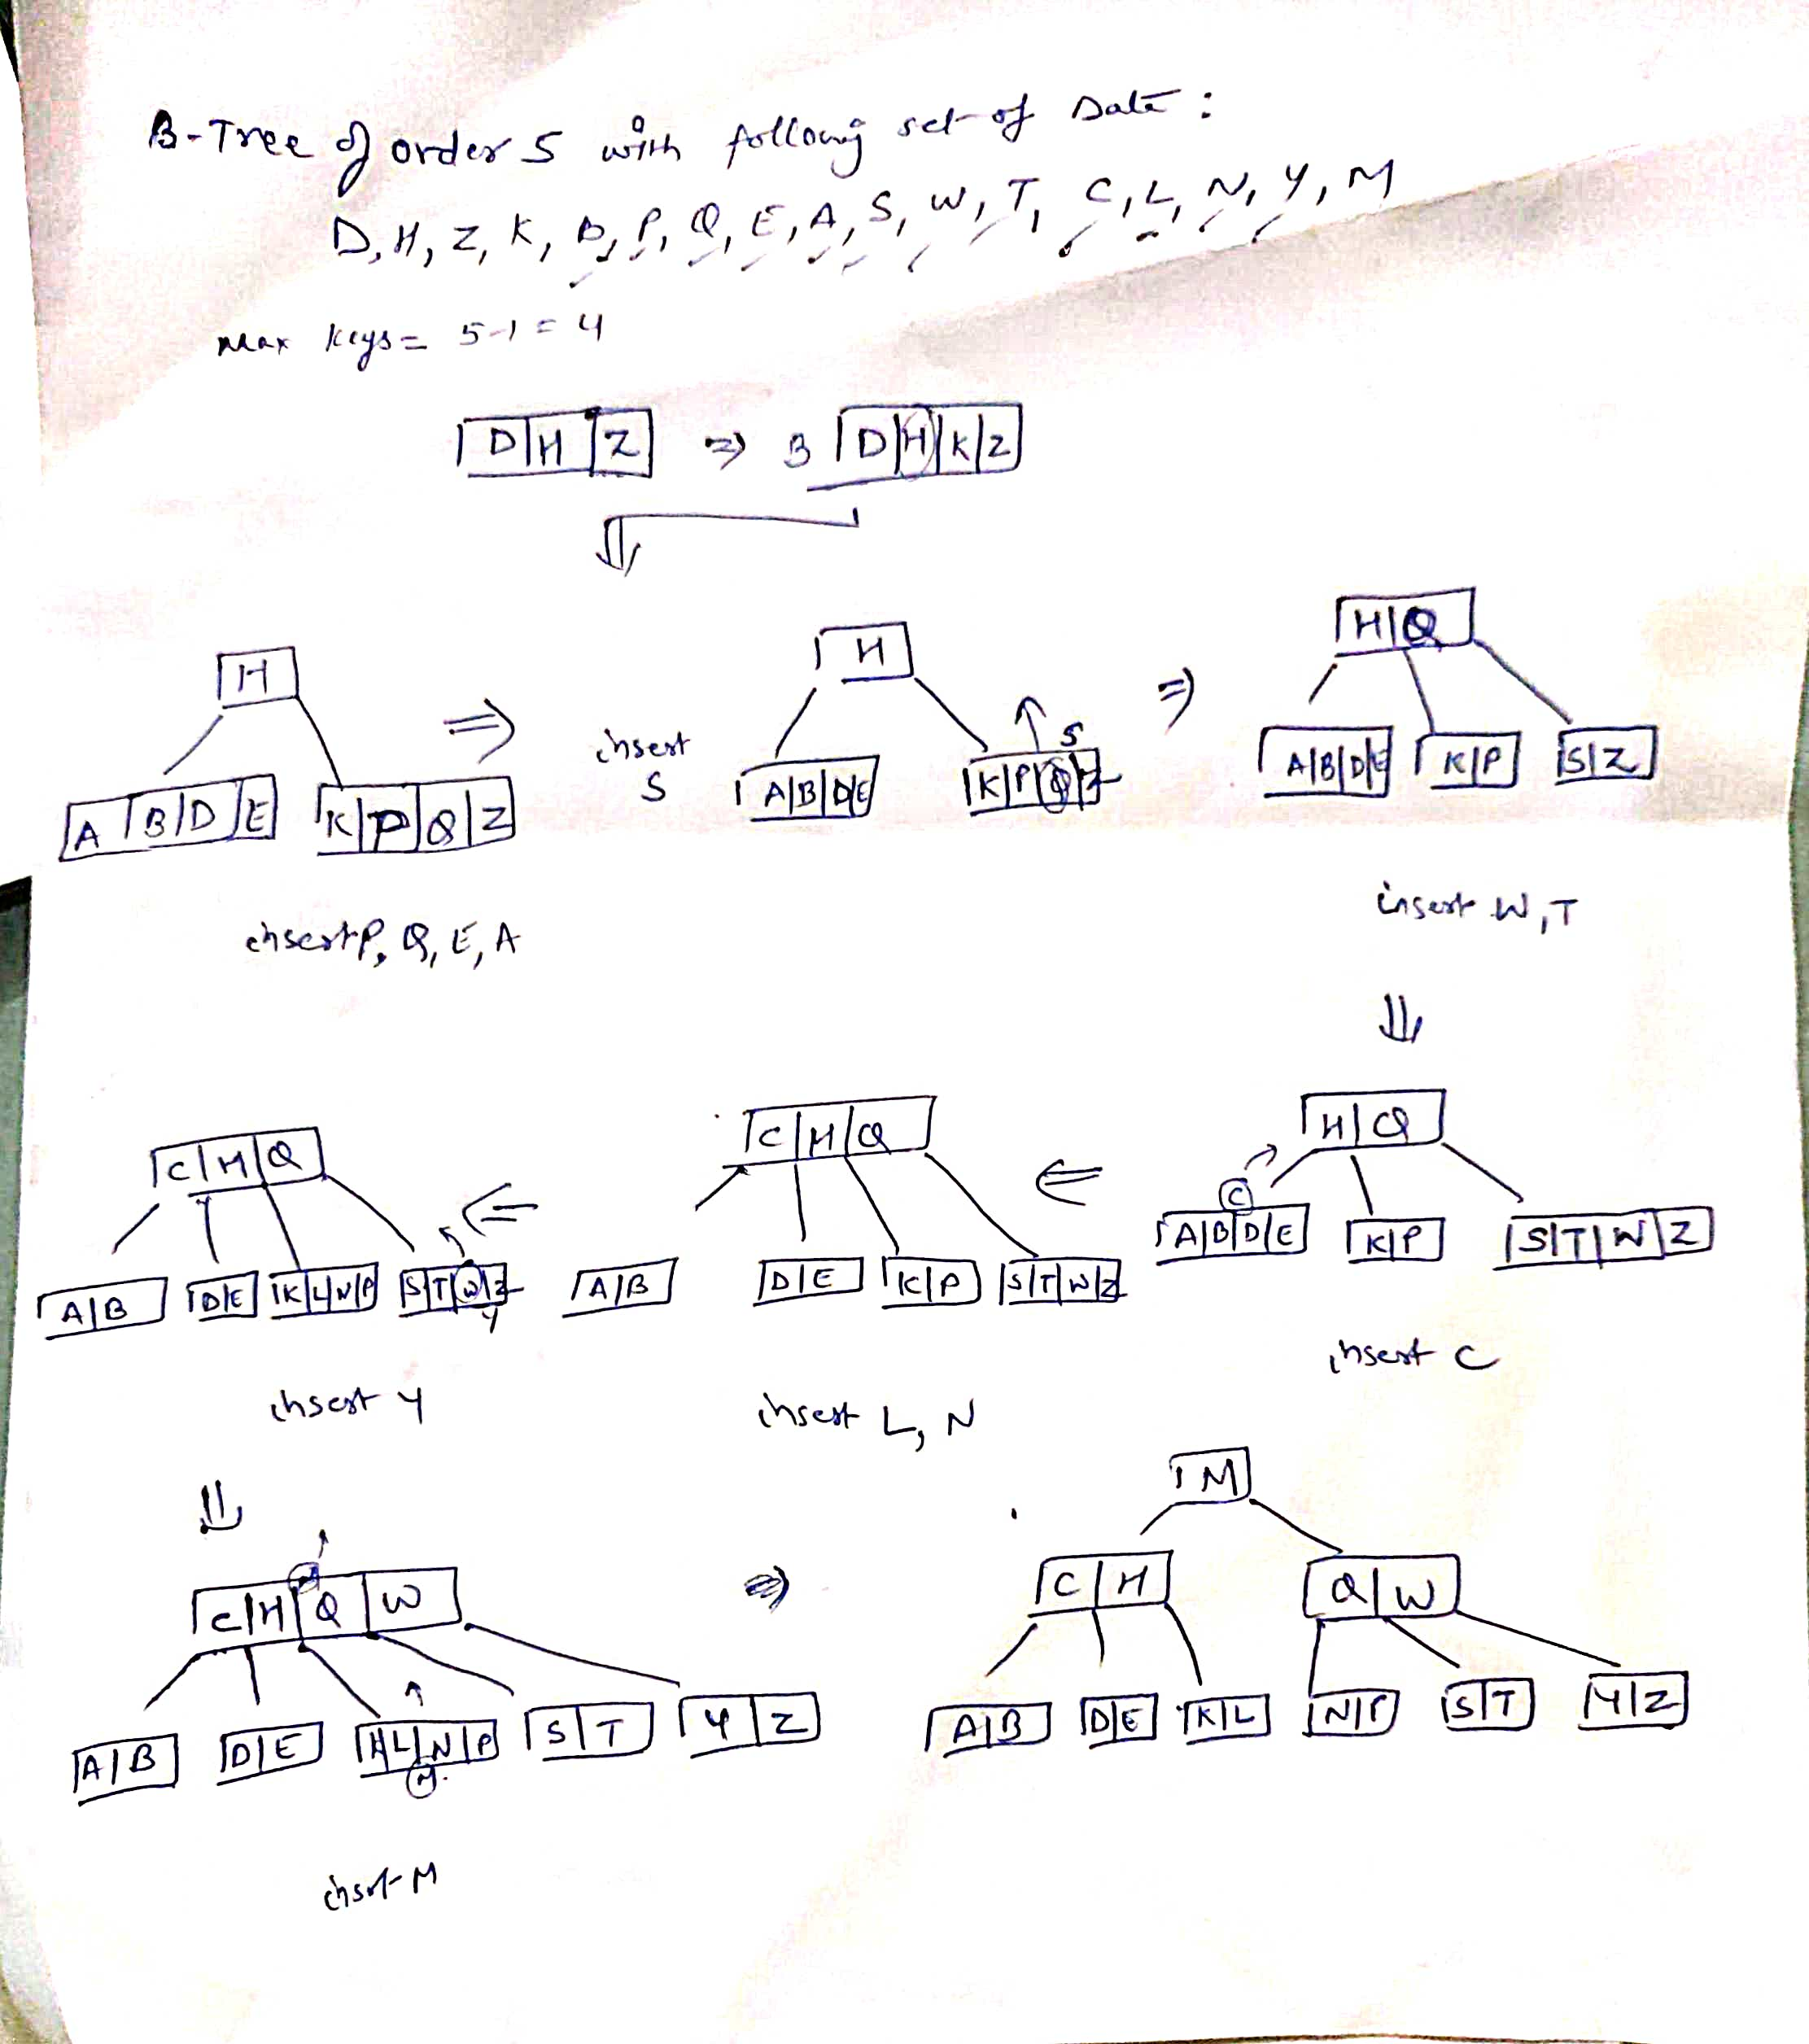 B-Tree of order 5 with following set of Data :
D, H, Z, K, B, P, Q, E, A, S, W, T, C, L, N, Y, M
Max keys = 5-1 = 4
D|H|Z ⇒ B D|H|K|Z
H
A|B|D|E K|P|Q|Z
insert P, Q, E, A
⇒ insert S
H
A|B|D|E K|P|Q|Z S
⇒
H|Q
A|B|D|E K|P S|Z
insert W, T
H|Q
C
A|B|D|E K|P S|T|W|Z
insert C
C|H|Q
A|B D|E K|P S|T|W|Z
insert L, N
C|H|Q
A|B D|E K|L|N|P S|T|W|Z
Y
insert Y
C|H|Q|W
A|B D|E L|N|P S|T Y|Z
M
insert M
⇒
M
C|H Q|W
A|B D|E K|L N|P S|T Y|Z